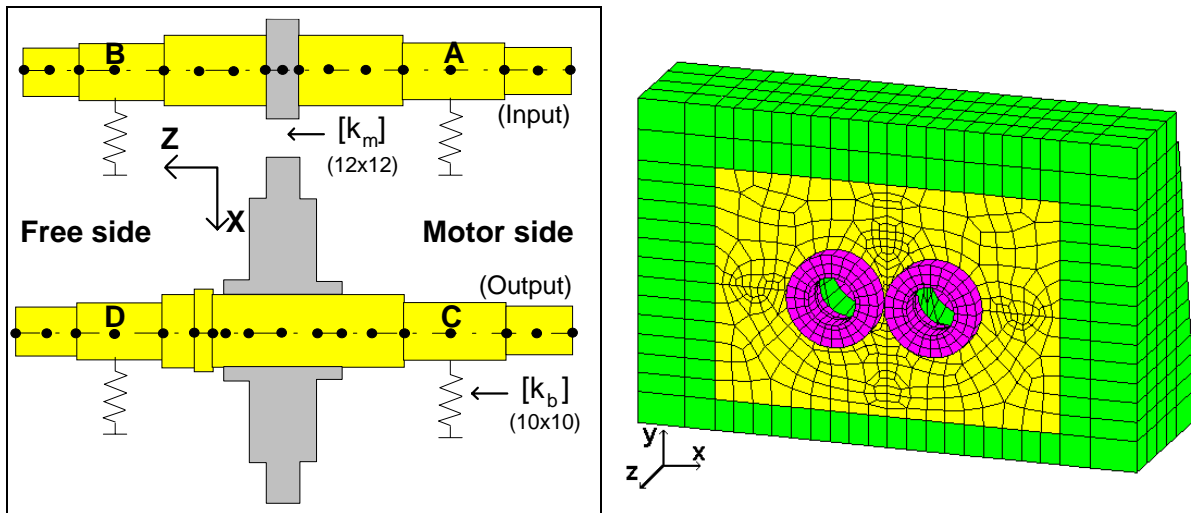 B
A
(Input)
[k_m]
(12x12)
Z
X
Free side
Motor side
(Output)
D
C
[k_b]
(10x10)
y
x
z